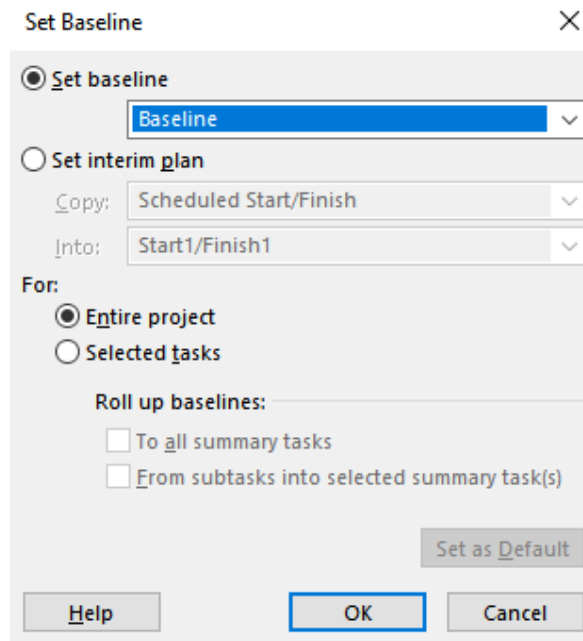 Set Baseline
Set baseline
Baseline
Set interim plan
Copy: Scheduled Start/Finish
Into: Start1/Finish1
For:
Entire project
Selected tasks
Roll up baselines:
To all summary tasks
From subtasks into selected summary task(s)
Set as Default
Help OK Cancel